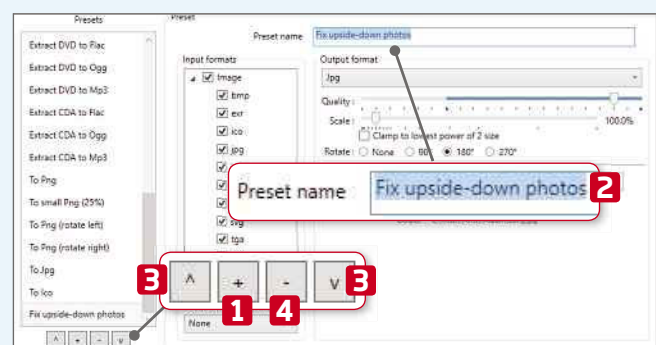 Presets
Extract DVD to Flac
Extract DVD to Ogg
Extract DVD to Mp3
Extract CDA to Flac
Extract CDA to Ogg
Extract CDA to Mp3
To Png
To small Png (25%)
To Png (rotate left)
To Png (rotate right)
To Jpg
To Ico
Fix upside-down photos
^ + - v
Preset
Preset name Fix upside-down photos
Input formats
Image
bmp
exr
ico
jpg
svg
tga
None
Output format
Jpg
Quality :
Scale : 100.0%
Clamp to lowest power of 2 size
Rotate : None 90° 180° 270°
Preset name Fix upside-down photos 2
3 ^ + - v 3
1 4